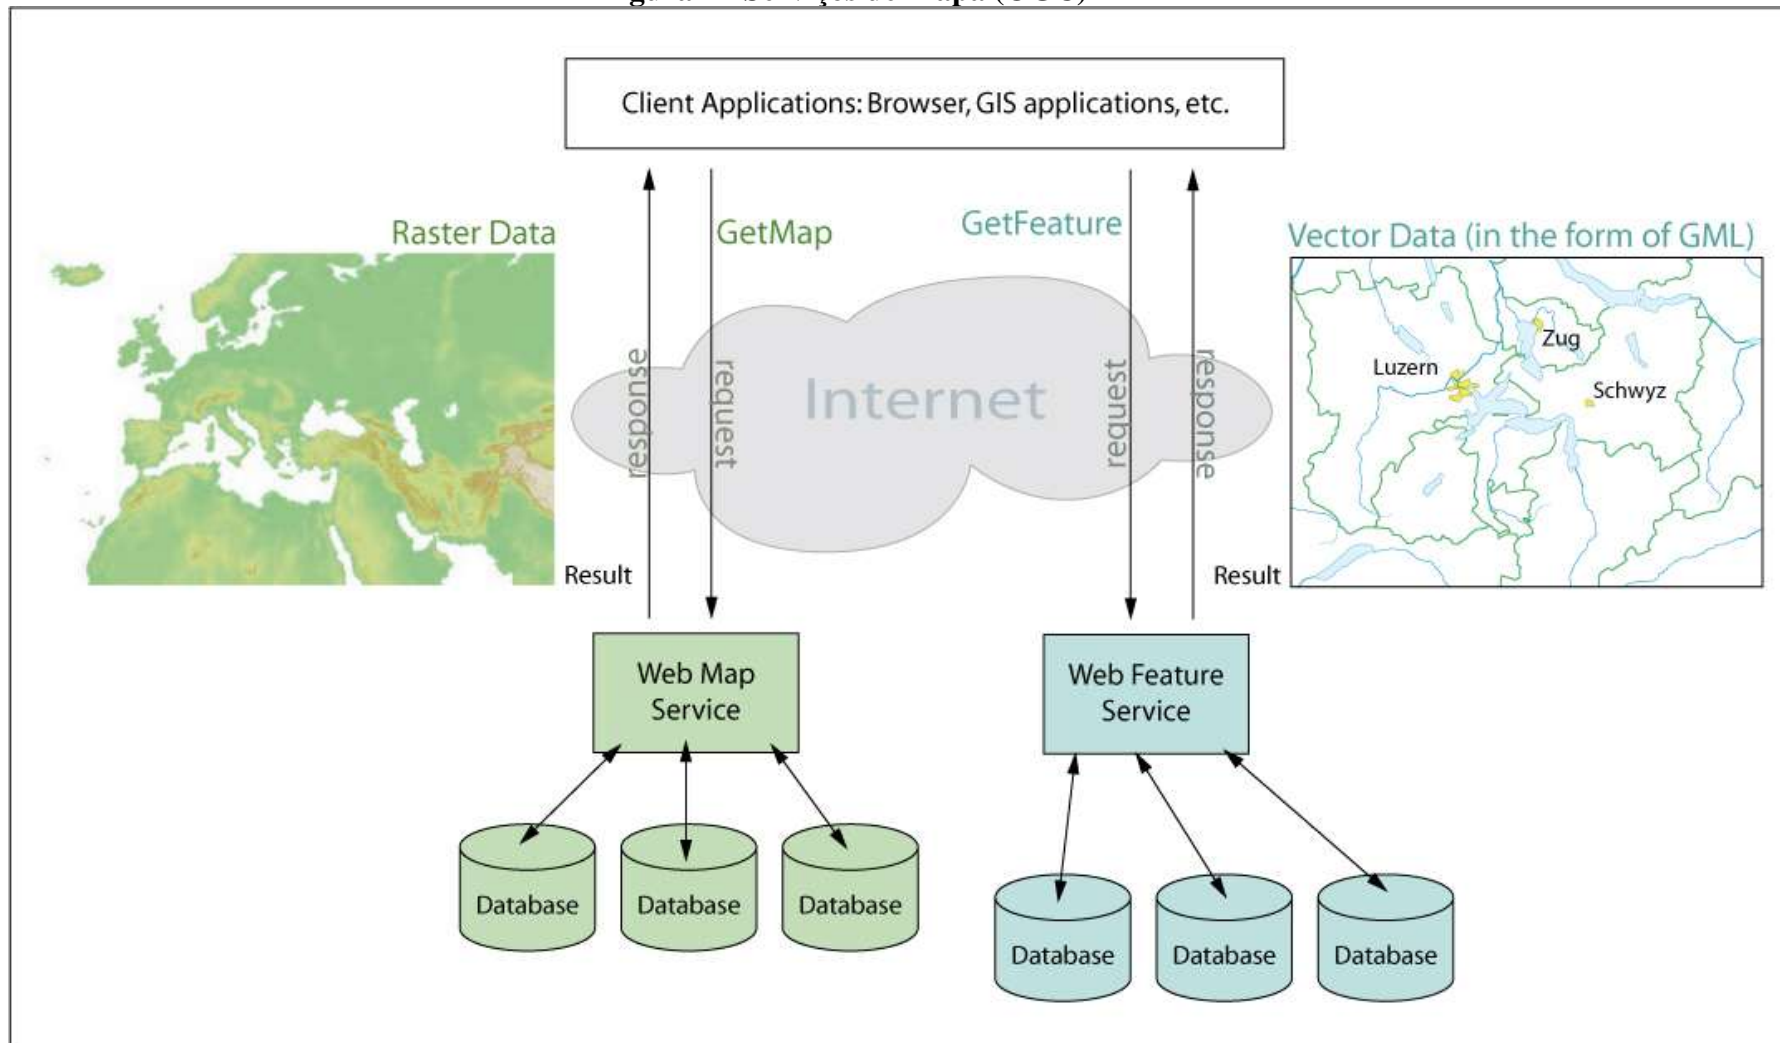 Client Applications: Browser, GIS applications, etc.
Raster Data
GetMap
GetFeature
Vector Data (in the form of GML)
response
request
Internet
request
response
Luzern
Zug
Schwyz
Result
Result
Web Map
Service
Web Feature
Service
Database
Database
Database
Database
Database
Database